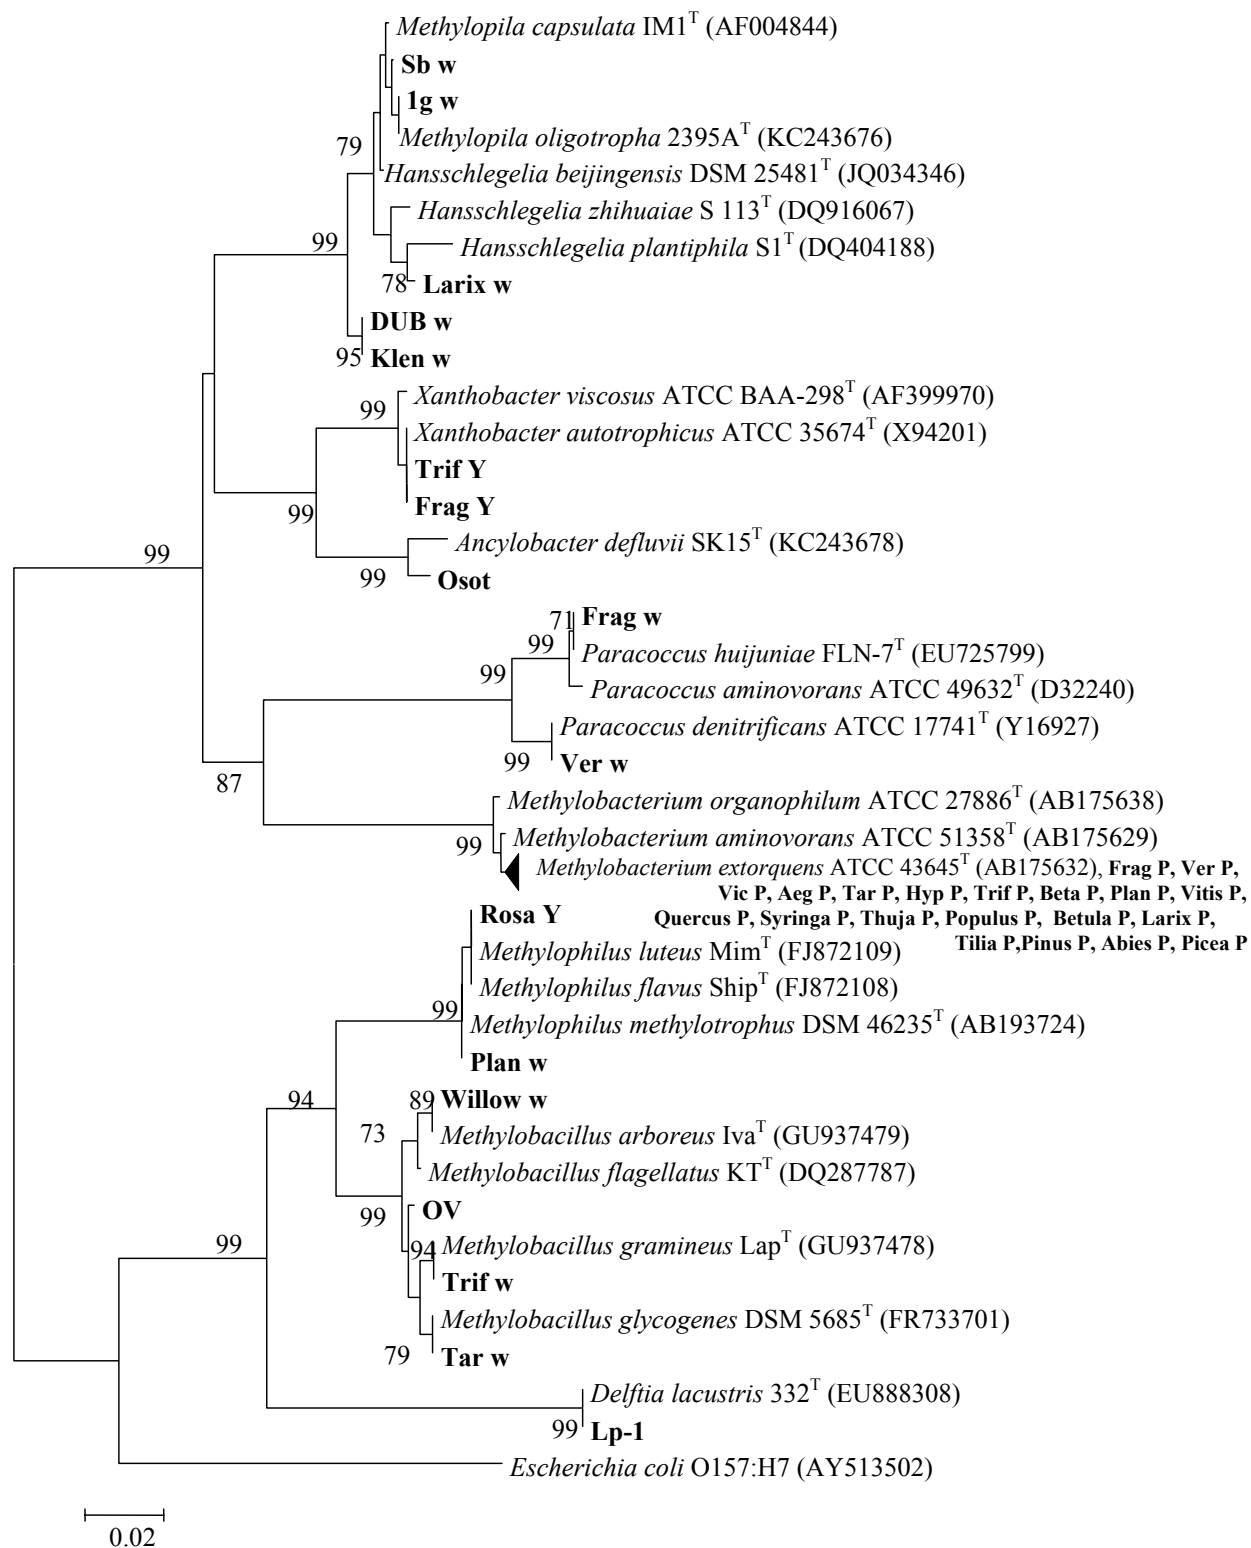 Methylopila capsulata IM1T (AF004844)
Sb w
1g w
Methylopila oligotropha 2395AT (KC243676)
79
Hansschlegelia beijingensis DSM 25481T (JQ034346)
Hansschlegelia zhihuaiae S 113T (DQ916067)
99
Hansschlegelia plantiphila S1T (DQ404188)
78
Larix w
DUB w
95
Klen w
Xanthobacter viscosus ATCC BAA-298T (AF399970)
99
Xanthobacter autotrophicus ATCC 35674T (X94201)
Trif Y
Frag Y
99
Ancylobacter defluvii SK15T (KC243678)
99
99
Osot
71
Frag w
99
Paracoccus huijuniae FLN-7T (EU725799)
99
Paracoccus aminovorans ATCC 49632T (D32240)
Paracoccus denitrificans ATCC 17741T (Y16927)
99
Ver w
87
Methylobacterium organophilum ATCC 27886T (AB175638)
99
Methylobacterium aminovorans ATCC 51358T (AB175629)
Methylobacterium extorquens ATCC 43645T (AB175632), Frag P, Ver P,
Vic P, Aeg P, Tar P, Hyp P, Trif P, Beta P, Plan P, Vitis P,
Quercus P, Syringa P, Thuja P, Populus P, Betula P, Larix P,
Tilia P,Pinus P, Abies P, Picea P
Rosa Y
Methylophilus luteus MimT (FJ872109)
Methylophilus flavus ShipT (FJ872108)
99
Methylophilus methylotrophus DSM 46235T (AB193724)
Plan w
94
89
Willow w
73
Methylobacillus arboreus IvaT (GU937479)
Methylobacillus flagellatus KTT (DQ287787)
99
OV
99
94
Methylobacillus gramineus LapT (GU937478)
Trif w
Methylobacillus glycogenes DSM 5685T (FR733701)
79
Tar w
Delftia lacustris 332T (EU888308)
99
Lp-1
Escherichia coli O157:H7 (AY513502)
0.02